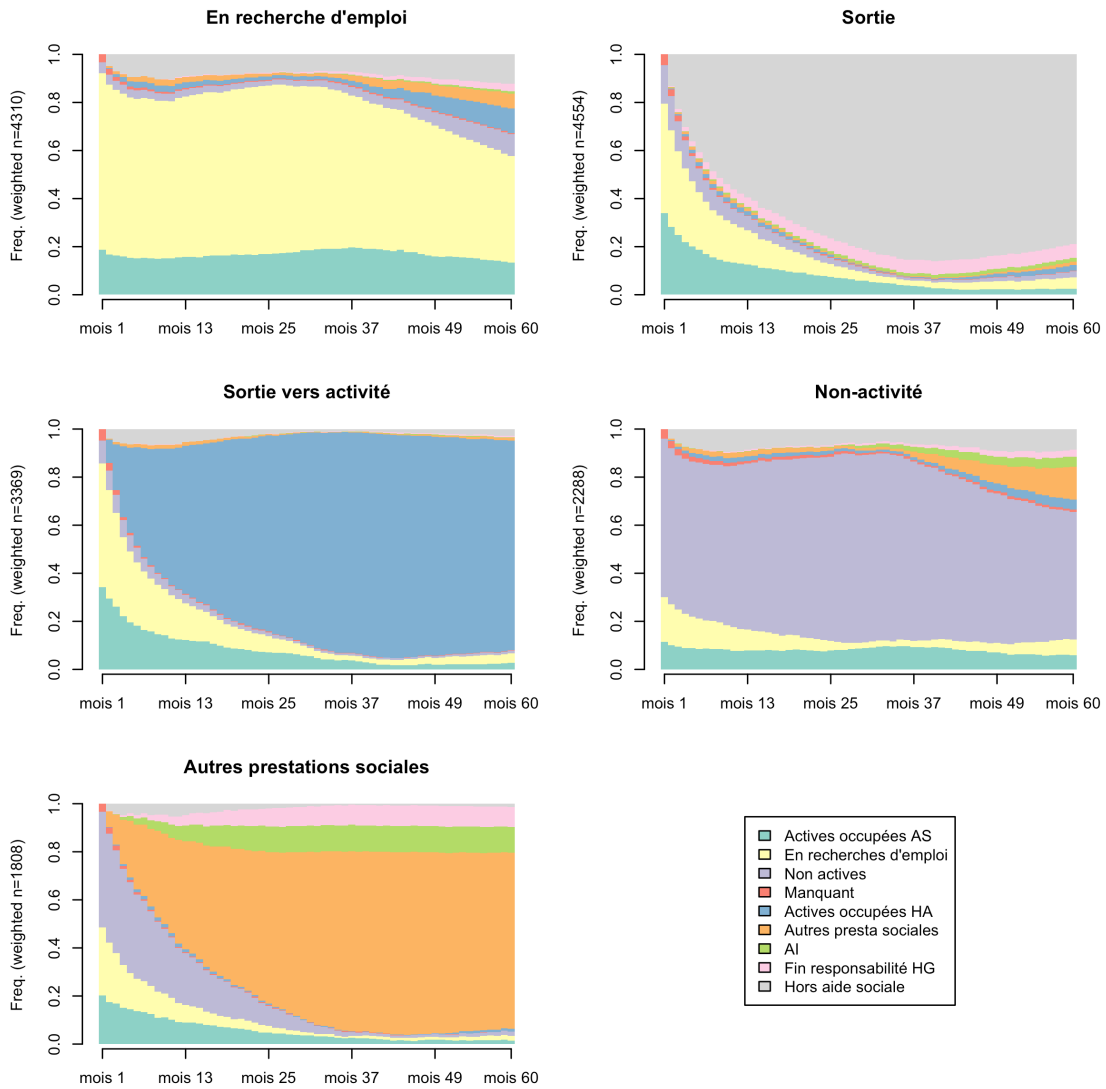 En recherche d'emploi
Freq. (weighted n=4310)
1.0
0.8
0.6
0.4
0.2
0.0
mois 1 mois 13 mois 25 mois 37 mois 49 mois 60
Sortie
Freq. (weighted n=4554)
1.0
0.8
0.6
0.4
0.2
0.0
mois 1 mois 13 mois 25 mois 37 mois 49 mois 60
Sortie vers activité
Freq. (weighted n=3369)
1.0
0.8
0.6
0.4
0.2
0.0
mois 1 mois 13 mois 25 mois 37 mois 49 mois 60
Non-activité
Freq. (weighted n=2288)
1.0
0.8
0.6
0.4
0.2
0.0
mois 1 mois 13 mois 25 mois 37 mois 49 mois 60
Autres prestations sociales
Freq. (weighted n=1808)
1.0
0.8
0.6
0.4
0.2
0.0
mois 1 mois 13 mois 25 mois 37 mois 49 mois 60
Actives occupées AS
En recherches d'emploi
Non actives
Manquant
Actives occupées HA
Autres presta sociales
AI
Fin responsabilité HG
Hors aide sociale